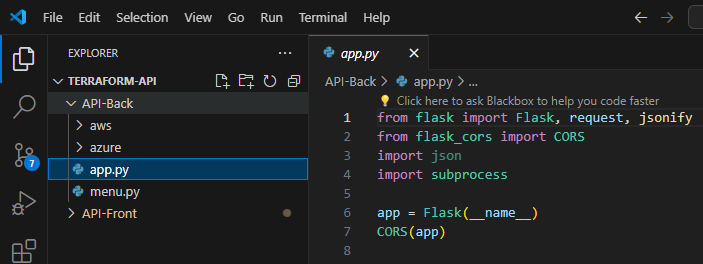 File Edit Selection View Go Run Terminal Help
EXPLORER
TERRAFORM-API
API-Back
aws
azure
app.py
menu.py
API-Front
7
app.py
API-Back > app.py > ...
Click here to ask Blackbox to help you code faster
1 from flask import Flask, request, jsonify
2 from flask_cors import CORS
3 import json
4 import subprocess
5
6 app = Flask(__name__)
7 CORS(app)
8